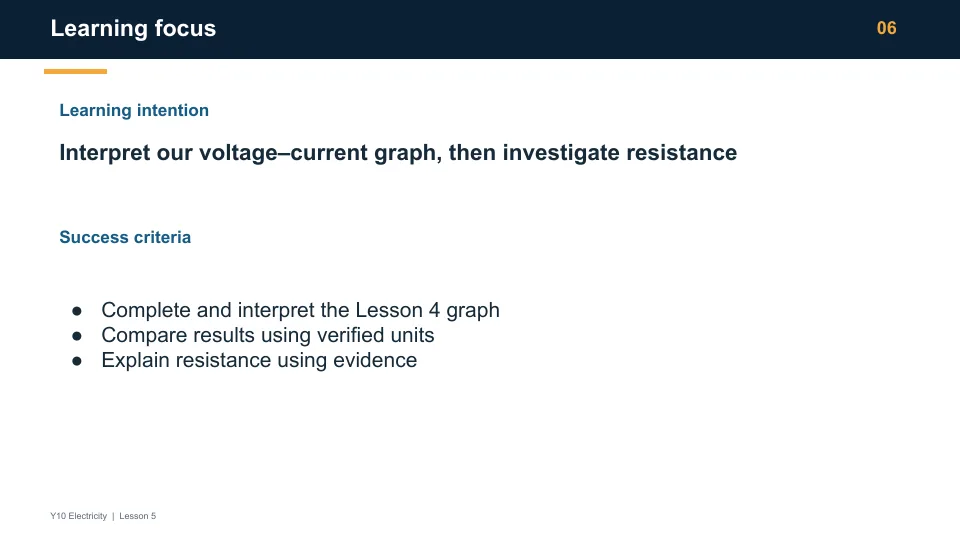 Learning focus
06
Learning intention
Interpret our voltage–current graph, then investigate resistance
Success criteria
● Complete and interpret the Lesson 4 graph
● Compare results using verified units
● Explain resistance using evidence
Y10 Electricity | Lesson 5